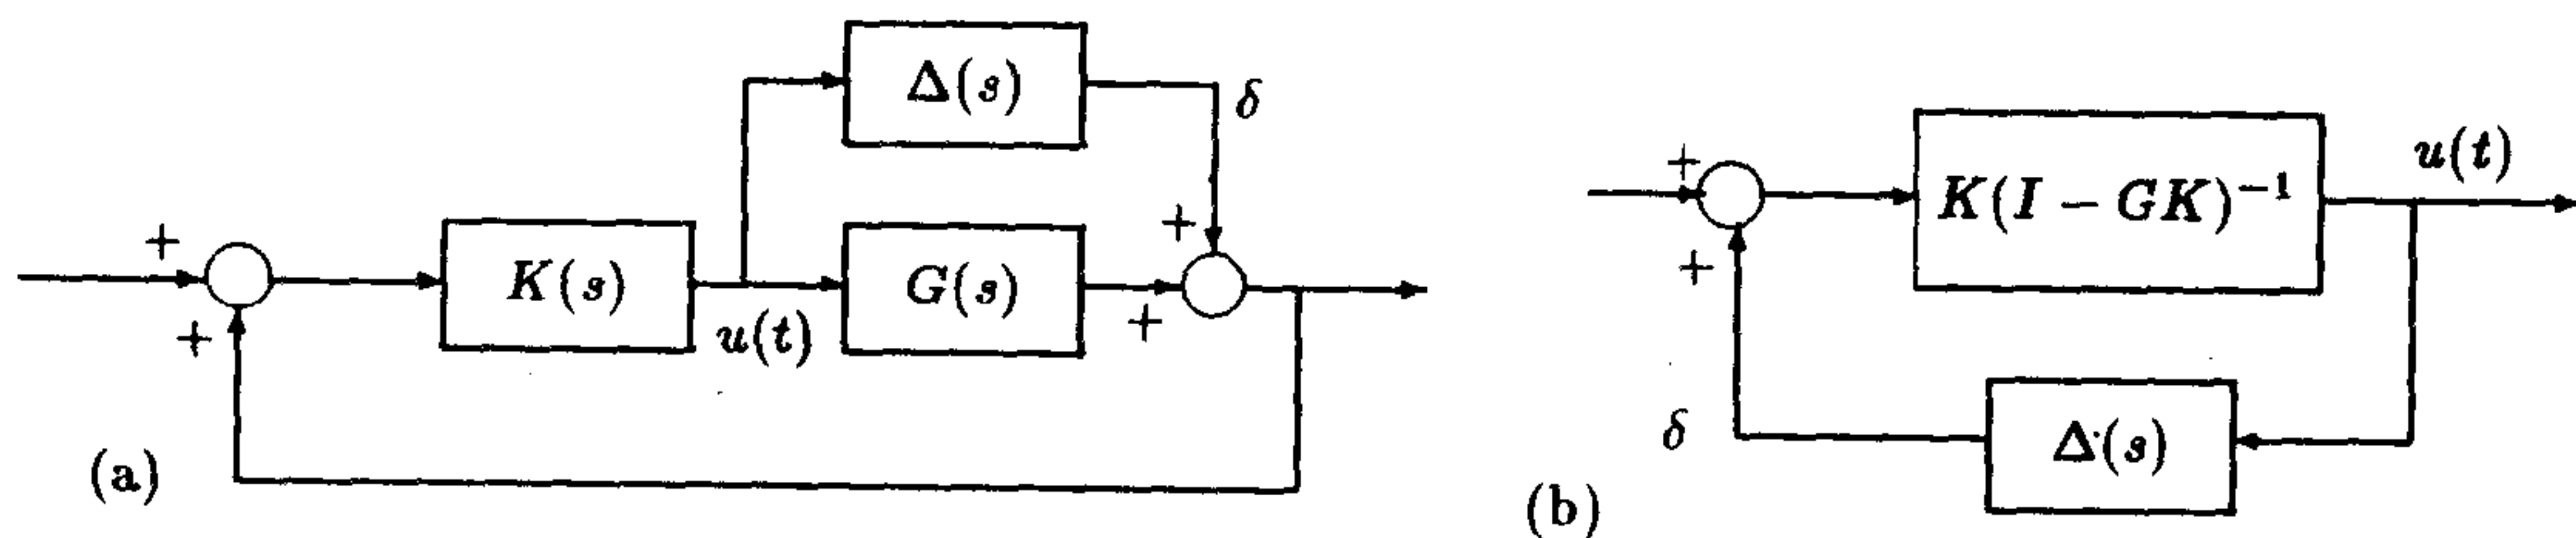 Δ(s)
δ
+
+
K(s)
u(t)
G(s)
+
+
(a)
+
K(I − GK)⁻¹
u(t)
+
δ
Δ(s)
(b)